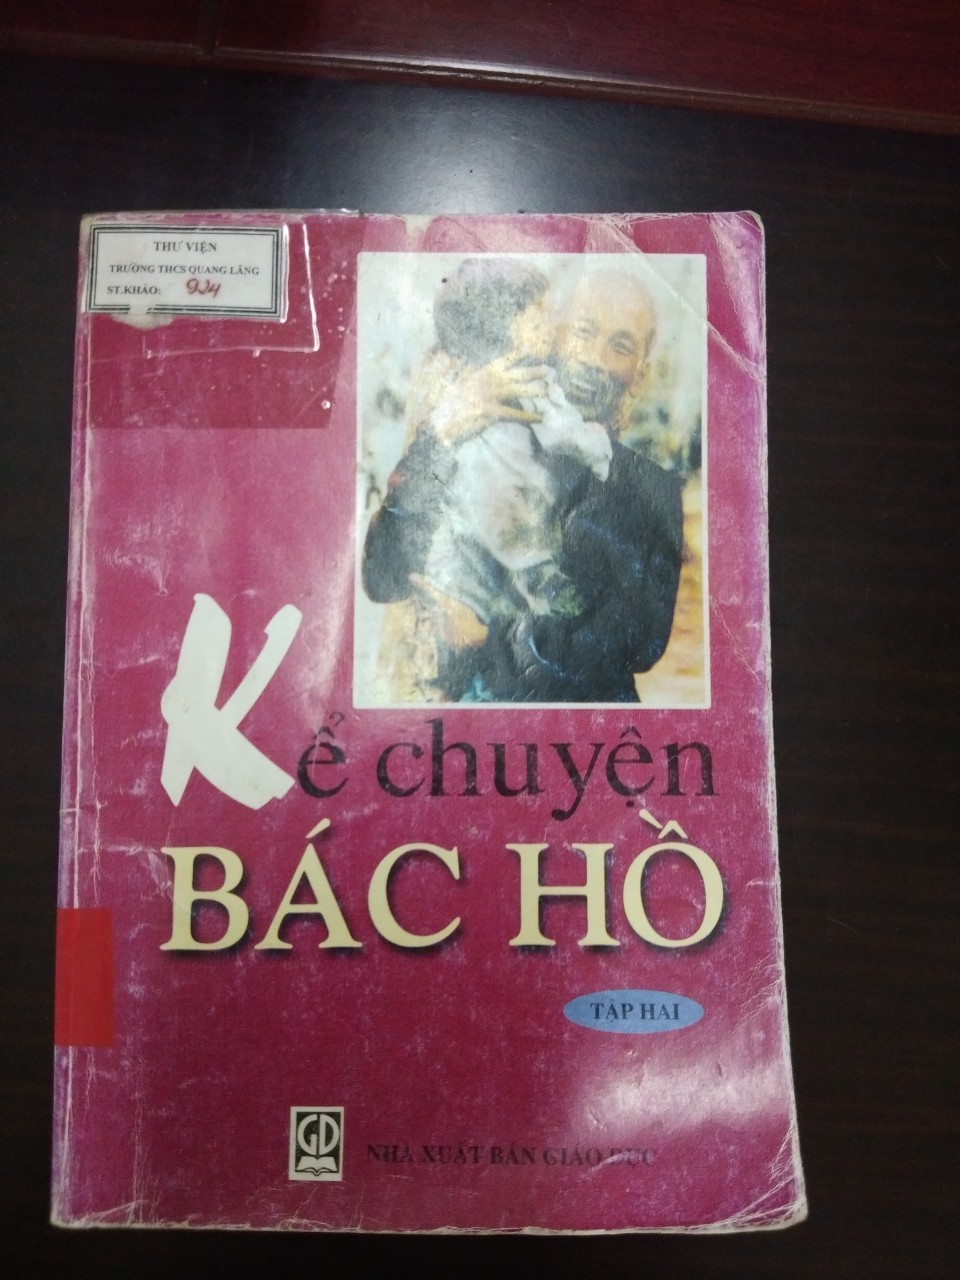 THƯ VIỆN
TRƯỜNG THCS QUANG LÃNG
ST.KHẢO: 924
Kể chuyện
BÁC HỒ
TẬP HAI
GD
NHÀ XUẤT BẢN GIÁO DỤC